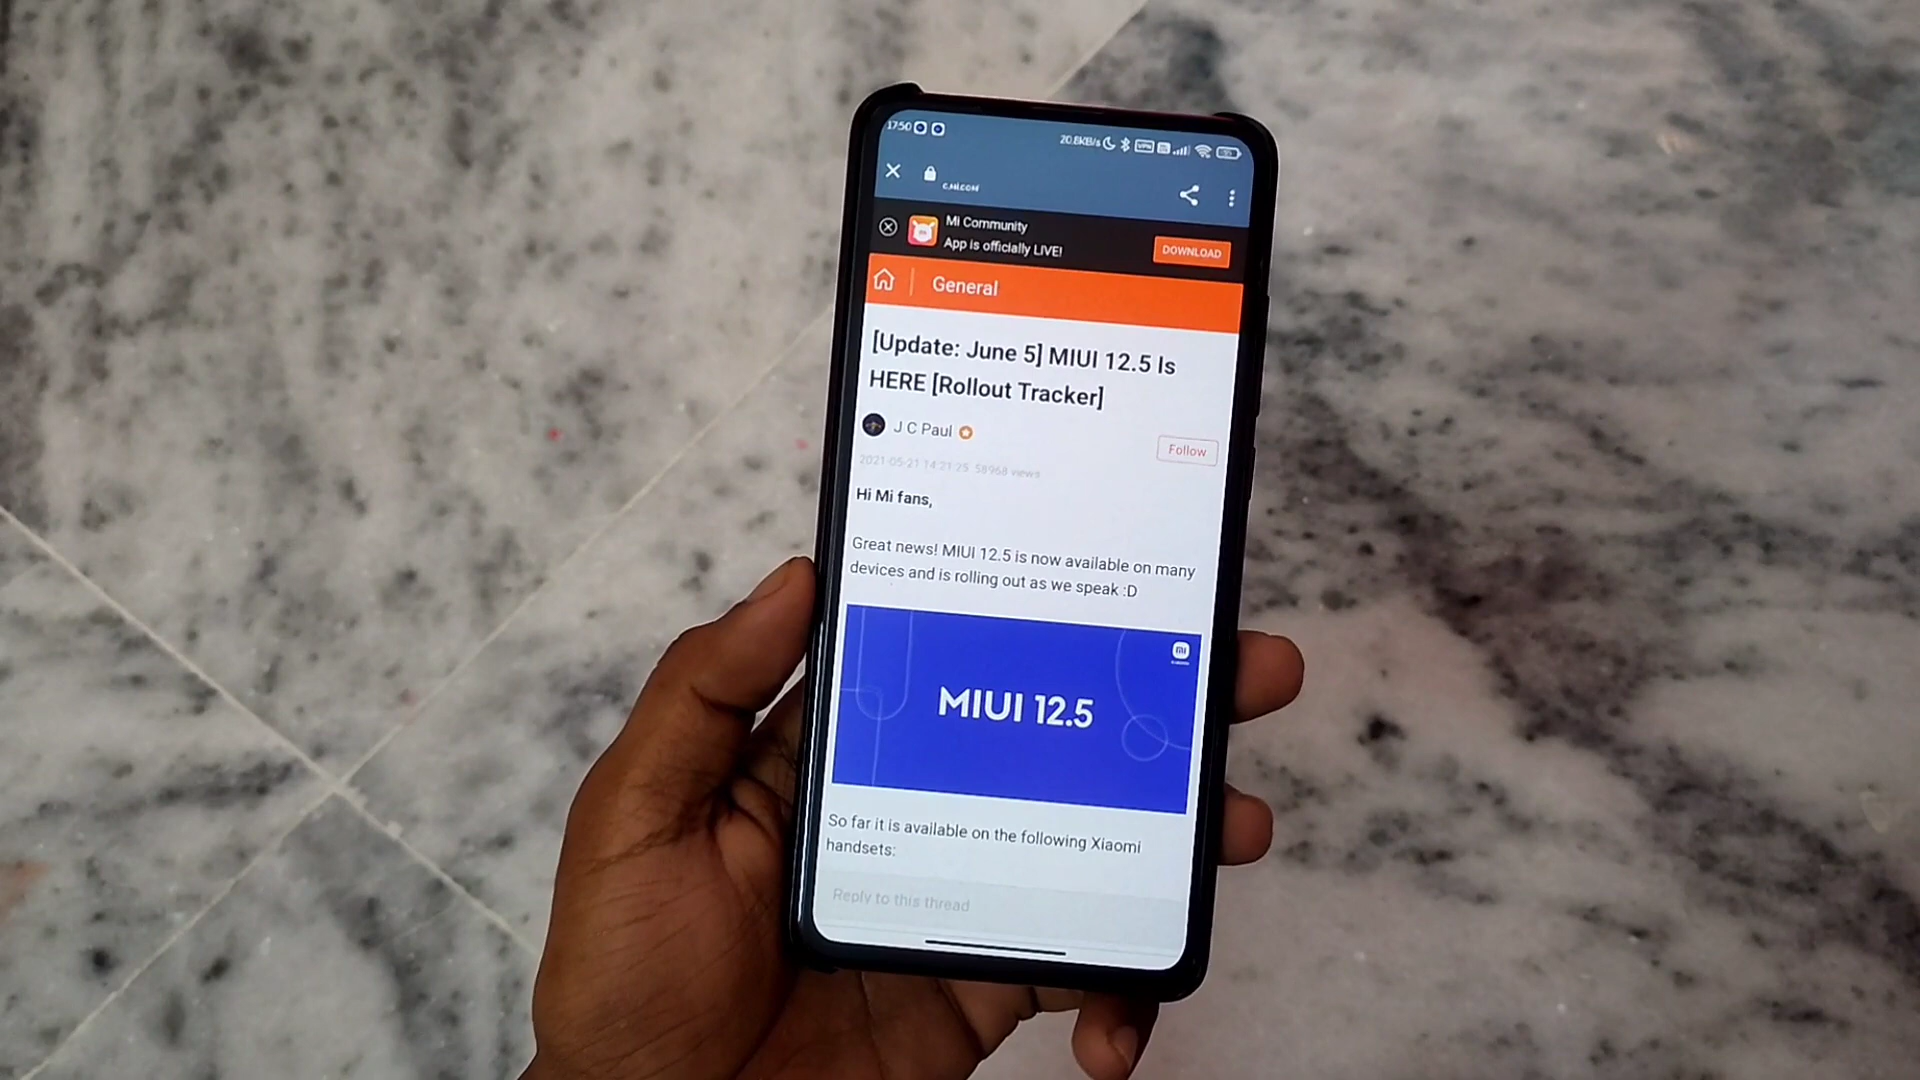 17:50
20.8KB/s
C.MI.COM
Mi Community
App is officially LIVE!
DOWNLOAD
General
[Update: June 5] MIUI 12.5 Is
HERE [Rollout Tracker]
J C Paul
Follow
2021-05-21 14:21:25 58968 views
Hi Mi fans,
Great news! MIUI 12.5 is now available on many
devices and is rolling out as we speak :D
MIUI 12.5
So far it is available on the following Xiaomi
handsets:
Reply to this thread